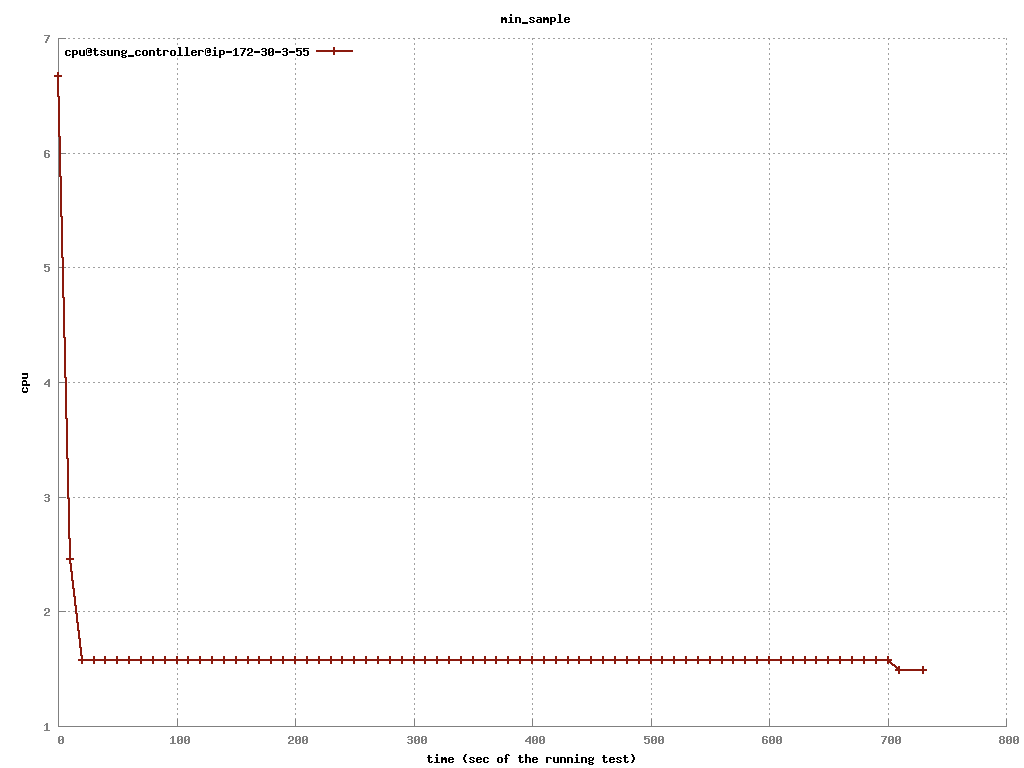 min_sample
7
cpu@tsung_controller@ip-172-30-3-55
6
5
cpu
4
3
2
1
0 100 200 300 400 500 600 700 800
time (sec of the running test)